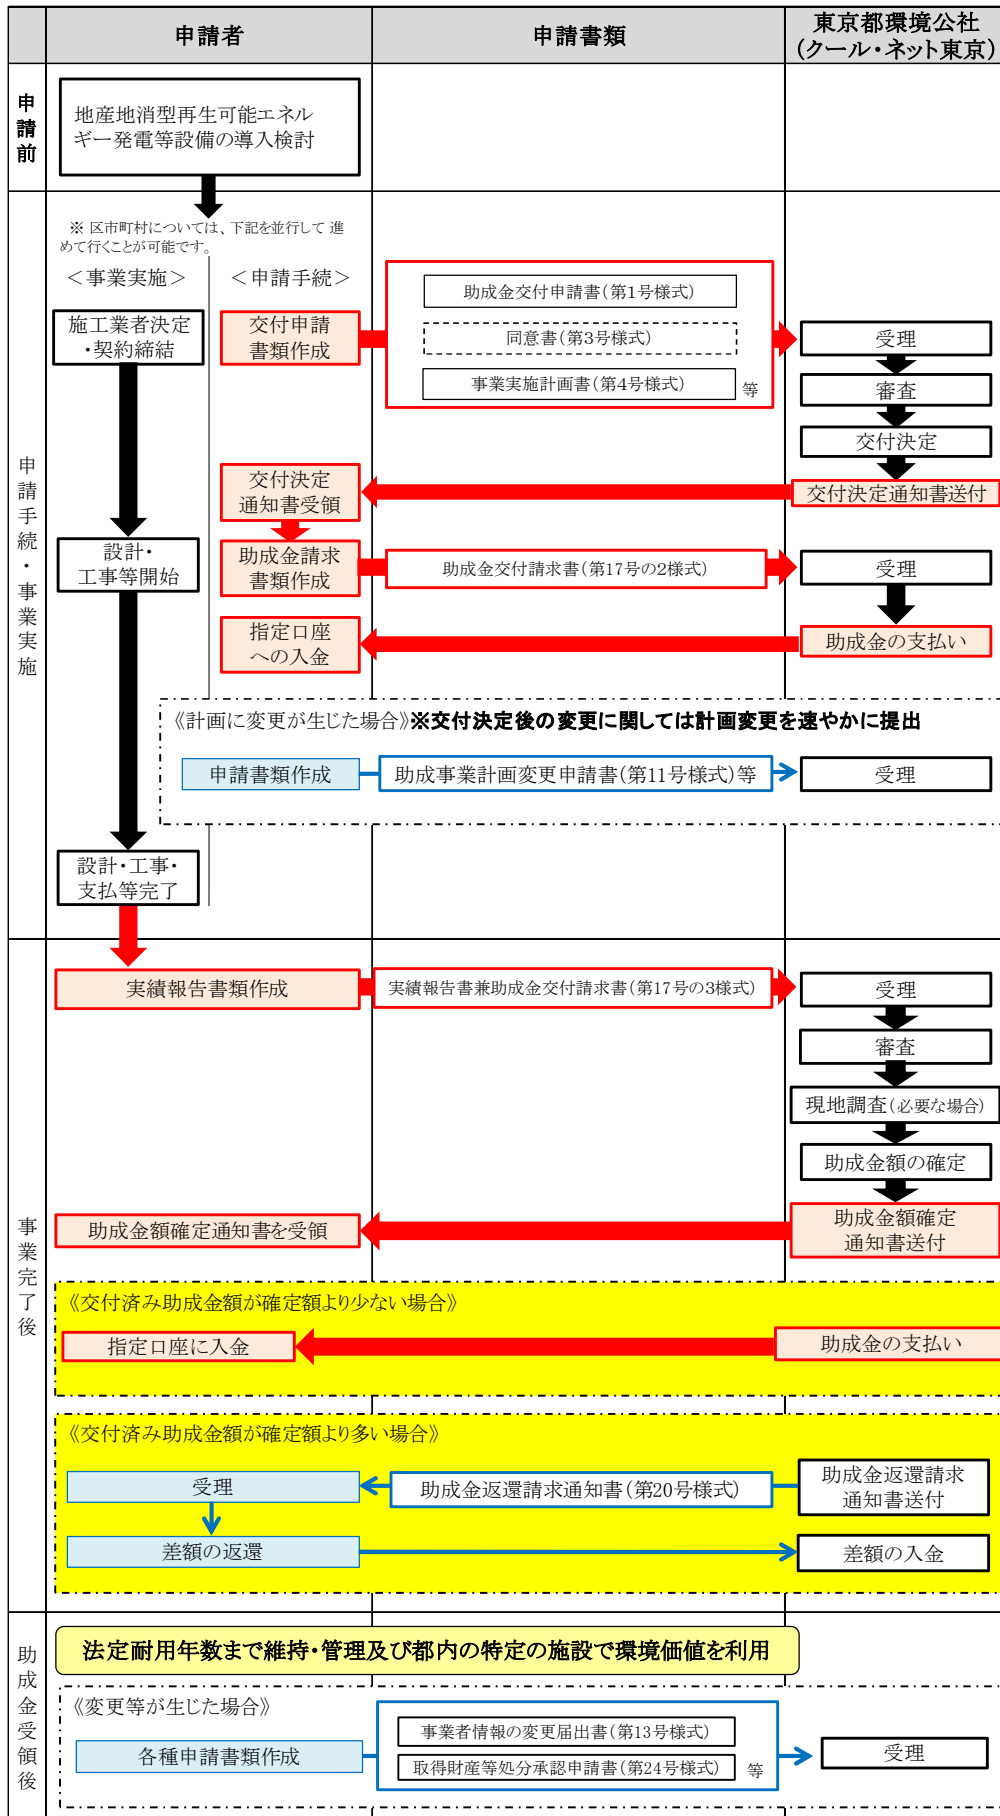 申請者
申請書類
東京都環境公社
(クール・ネット東京)
申請前
地産地消型再生可能エネル
ギー発電等設備の導入検討
申請手続・事業実施
※ 区市町村については、下記を並行して 進
めて行くことが可能です。
＜事業実施＞
＜申請手続＞
施工業者決定
・契約締結
交付申請
書類作成
助成金交付申請書(第1号様式)
同意書(第3号様式)
事業実施計画書(第4号様式)
等
受理
審査
交付決定
交付決定
通知書受領
交付決定通知書送付
設計・
工事等開始
助成金請求
書類作成
助成金交付請求書(第17号の2様式)
受理
指定口座
への入金
助成金の支払い
《計画に変更が生じた場合》※交付決定後の変更に関しては計画変更を速やかに提出
申請書類作成
助成事業計画変更申請書(第11号様式)等
受理
設計・工事・
支払等完了
事業完了後
実績報告書類作成
実績報告書兼助成金交付請求書(第17号の3様式)
受理
審査
現地調査(必要な場合)
助成金額の確定
助成金額確定通知書を受領
助成金額確定
通知書送付
《交付済み助成金額が確定額より少ない場合》
指定口座に入金
助成金の支払い
《交付済み助成金額が確定額より多い場合》
受理
助成金返還請求通知書(第20号様式)
助成金返還請求
通知書送付
差額の返還
差額の入金
助成金受領後
法定耐用年数まで維持・管理及び都内の特定の施設で環境価値を利用
《変更等が生じた場合》
各種申請書類作成
事業者情報の変更届出書(第13号様式)
取得財産等処分承認申請書(第24号様式)
等
受理